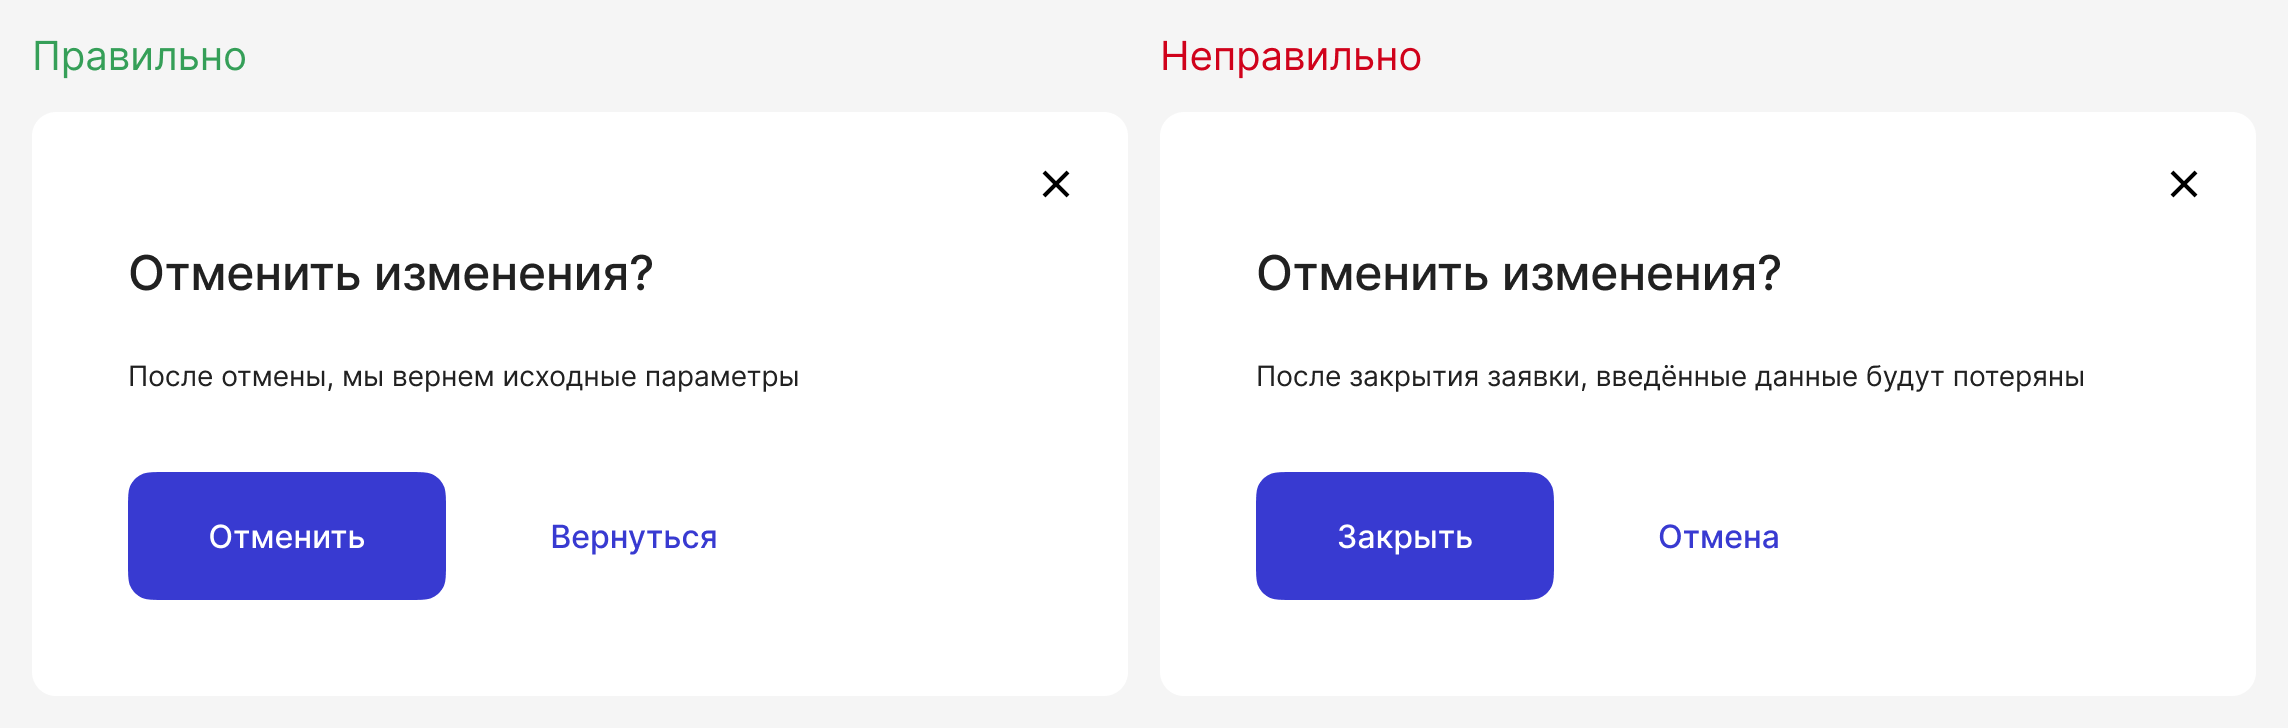 Правильно
Отменить изменения?
После отмены, мы вернем исходные параметры
Отменить
Вернуться
Неправильно
Отменить изменения?
После закрытия заявки, введённые данные будут потеряны
Закрыть
Отмена